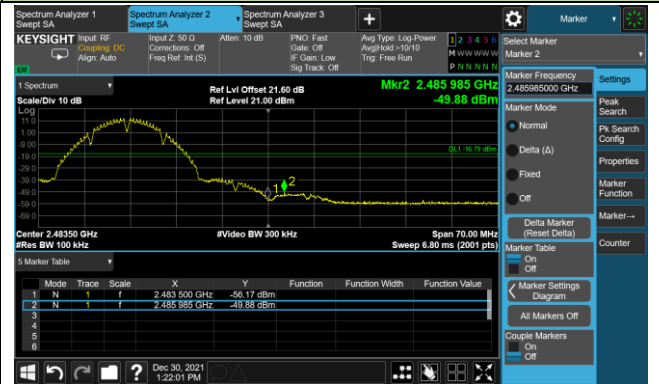 Spectrum Analyzer 1
Swept SA
Spectrum Analyzer 2
Swept SA
Spectrum Analyzer 3
Swept SA
Marker
KEYSIGHT
Input: RF
Coupling: DC
Align: Auto
Input Z: 50 Ω
Corrections: Off
Freq Ref: Int (S)
Atten: 10 dB
PNO: Fast
Gate: Off
IF Gain: Low
Sig Track: Off
Avg Type: Log-Power
Avg|Hold:>10/10
Trig: Free Run
1 2 3 4 5 6
M W W W W W
P N N N N N
Select Marker
Marker 2
Marker Frequency
2.485985000 GHz
Marker Mode
Normal
Delta (Δ)
Fixed
Off
Delta Marker
(Reset Delta)
Marker Table
On
Off
Marker Settings
Diagram
All Markers Off
Couple Markers
On
Off
Settings
Peak
Search
Pk Search
Config
Properties
Marker
Function
Marker→
Counter
1 Spectrum
Scale/Div 10 dB
Log
Ref Lvl Offset 21.60 dB
Ref Level 21.00 dBm
Mkr2 2.485 985 GHz
-49.88 dBm
11.0
1.00
-9.00
-19.0
-29.0
-39.0
-49.0
-59.0
-69.0
DL1 -16.79 dBm
1
2
Center 2.48350 GHz
#Res BW 100 kHz
#Video BW 300 kHz
Span 70.00 MHz
Sweep 6.80 ms (2001 pts)
5 Marker Table
Mode Trace Scale X Y Function Function Width Function Value
1 N 1 f 2.483 500 GHz -56.17 dBm
2 N 1 f 2.485 985 GHz -49.88 dBm
3
4
5
6
?
Dec 30, 2021
1:22:01 PM